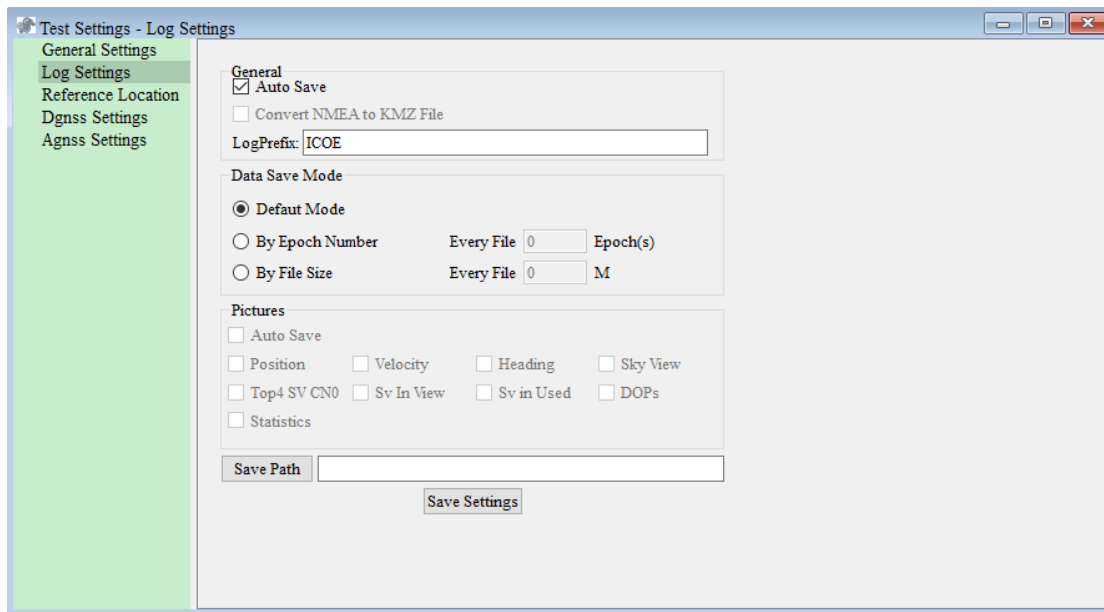 Test Settings - Log Settings
General Settings
Log Settings
Reference Location
Dgnss Settings
Agnss Settings
General
Auto Save
Convert NMEA to KMZ File
LogPrefix: ICOE
Data Save Mode
Defaut Mode
By Epoch Number Every File 0 Epoch(s)
By File Size Every File 0 M
Pictures
Auto Save
Position Velocity Heading Sky View
Top4 SV CN0 Sv In View Sv in Used DOPs
Statistics
Save Path
Save Settings